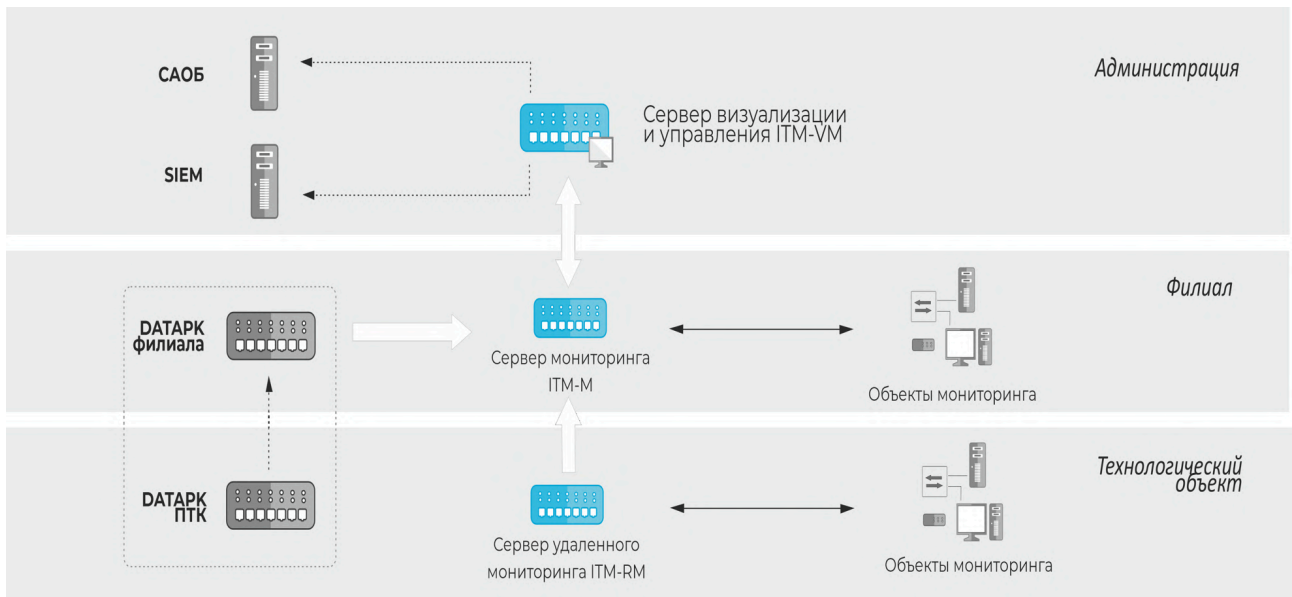 Администрация
САОБ
Сервер визуализации
и управления ITM-VM
SIEM
Филиал
DATAPK
филиала
Сервер мониторинга
ITM-M
Объекты мониторинга
Технологический
объект
DATAPK
ПТК
Сервер удаленного
мониторинга ITM-RM
Объекты мониторинга